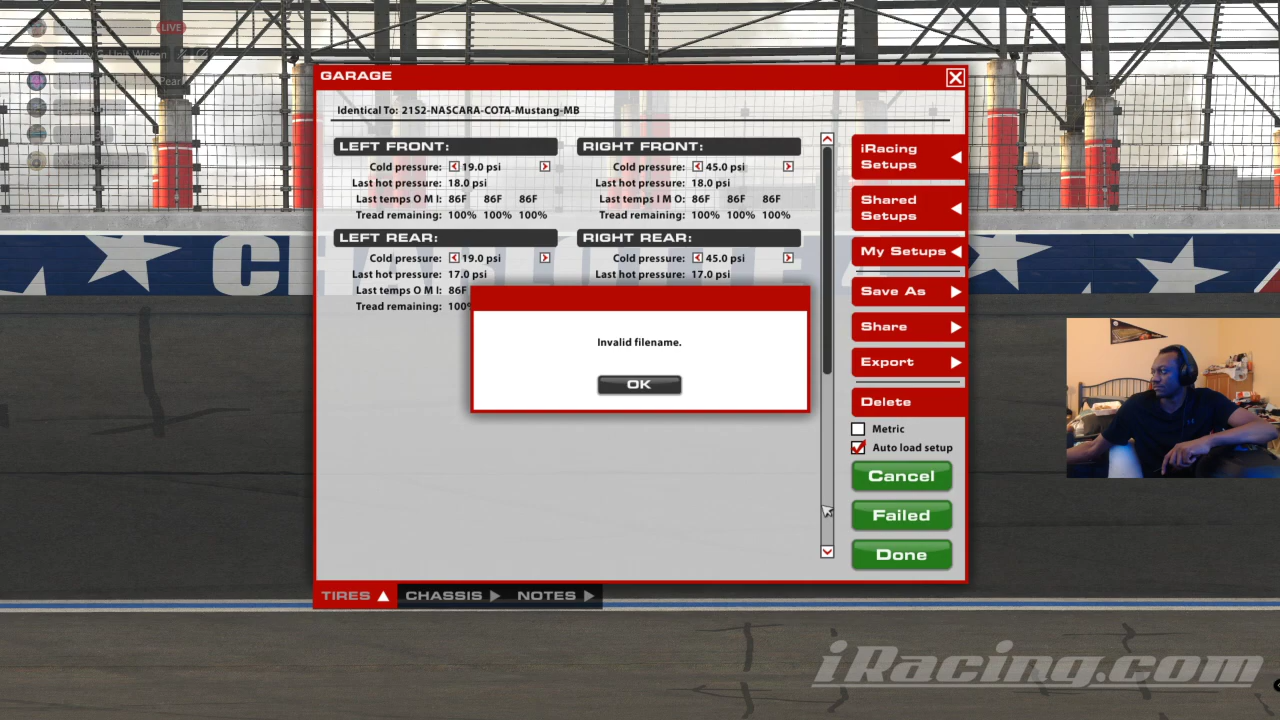 LIVE
Bradley G-Unit Wilson
Pearl
GARAGE
Identical To: 21S2-NASCARA-COTA-Mustang-MB
LEFT FRONT:
Cold pressure: 19.0 psi
Last hot pressure: 18.0 psi
Last temps O M I: 86F 86F 86F
Tread remaining: 100% 100% 100%
RIGHT FRONT:
Cold pressure: 45.0 psi
Last hot pressure: 18.0 psi
Last temps I M O: 86F 86F 86F
Tread remaining: 100% 100% 100%
LEFT REAR:
Cold pressure: 19.0 psi
Last hot pressure: 17.0 psi
Last temps O M I: 86F
Tread remaining: 100%
RIGHT REAR:
Cold pressure: 45.0 psi
Last hot pressure: 17.0 psi
Invalid filename.
OK
iRacing
Setups
Shared
Setups
My Setups
Save As
Share
Export
Delete
Metric
Auto load setup
Cancel
Failed
Done
TIRES
CHASSIS
NOTES
iRacing.com